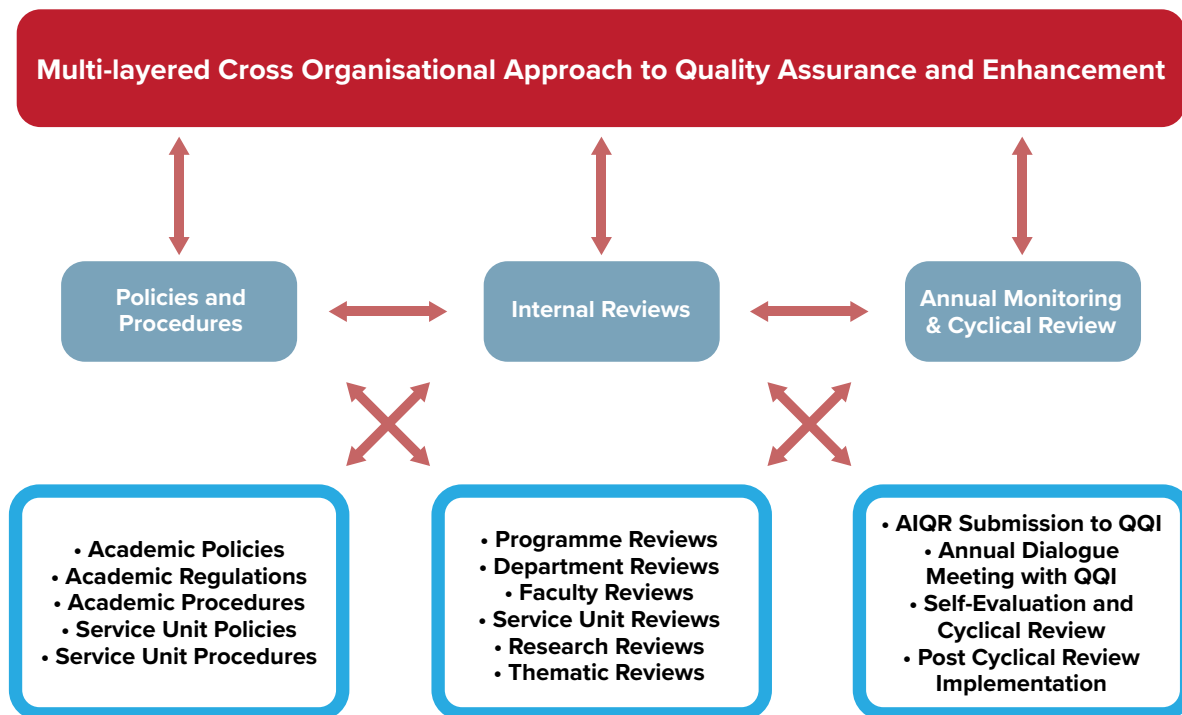 Multi-layered Cross Organisational Approach to Quality Assurance and Enhancement
Policies and
Procedures
Internal Reviews
Annual Monitoring
& Cyclical Review
• Academic Policies
• Academic Regulations
• Academic Procedures
• Service Unit Policies
• Service Unit Procedures
• Programme Reviews
• Department Reviews
• Faculty Reviews
• Service Unit Reviews
• Research Reviews
• Thematic Reviews
• AIQR Submission to QQI
• Annual Dialogue
Meeting with QQI
• Self-Evaluation and
Cyclical Review
• Post Cyclical Review
Implementation